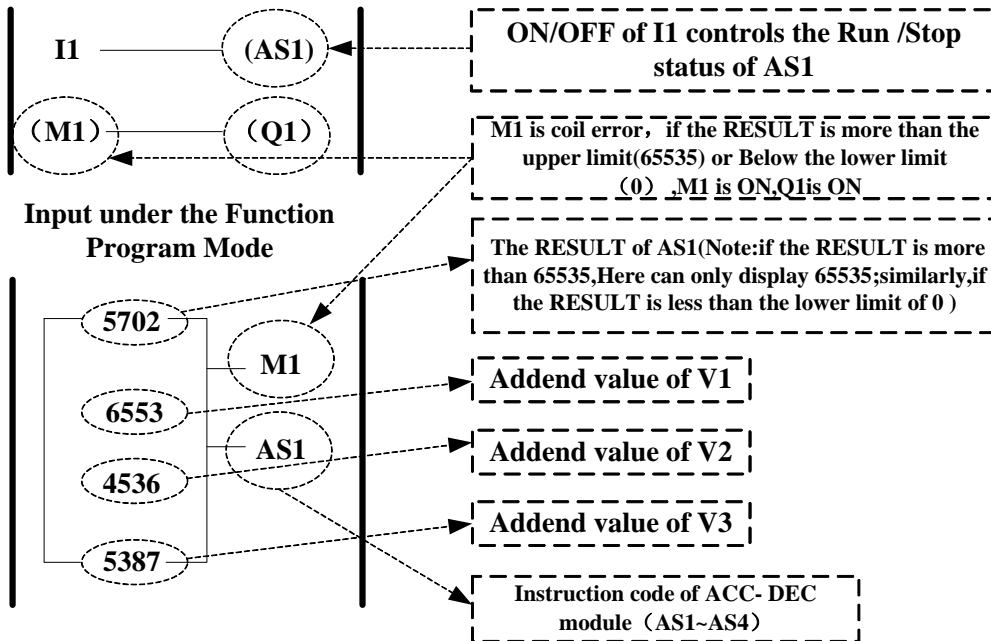 I1
(AS1)
（M1）
（Q1）
Input under the Function
Program Mode
5702
M1
6553
AS1
4536
5387
ON/OFF of I1 controls the Run /Stop
status of AS1
M1 is coil error，if the RESULT is more than the
upper limit(65535) or Below the lower limit
（0）,M1 is ON,Q1is ON
The RESULT of AS1(Note:if the RESULT is more
than 65535,Here can only display 65535;similarly,if
the RESULT is less than the lower limit of 0 )
Addend value of V1
Addend value of V2
Addend value of V3
Instruction code of ACC- DEC
module（AS1~AS4）